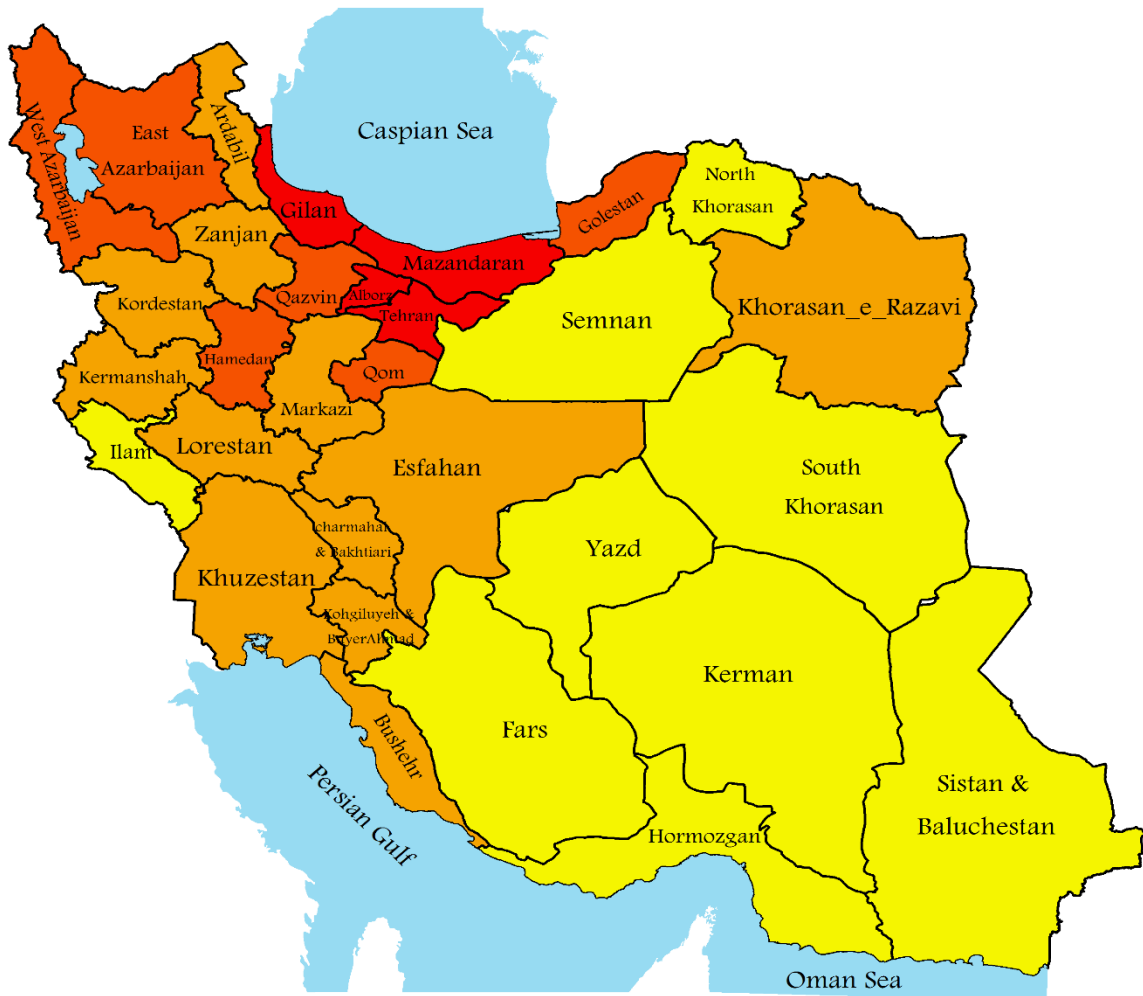 Caspian Sea
West Azarbaijan
East
Azarbaijan
Ardabil
Gilan
Zanjan
Mazandaran
Golestan
North
Khorasan
Kordestan
Qazvin
Alborz
Tehran
Semnan
Khorasan_e_Razavi
Hamedan
Kermanshah
Qom
Markazi
Ilam
Lorestan
Esfahan
South
Khorasan
charmahal
& Bakhtiari
Yazd
Khuzestan
Kohgiluyeh &
BuyerAhmad
Kerman
Fars
Bushehr
Sistan &
Baluchestan
Persian Gulf
Hormozgan
Oman Sea